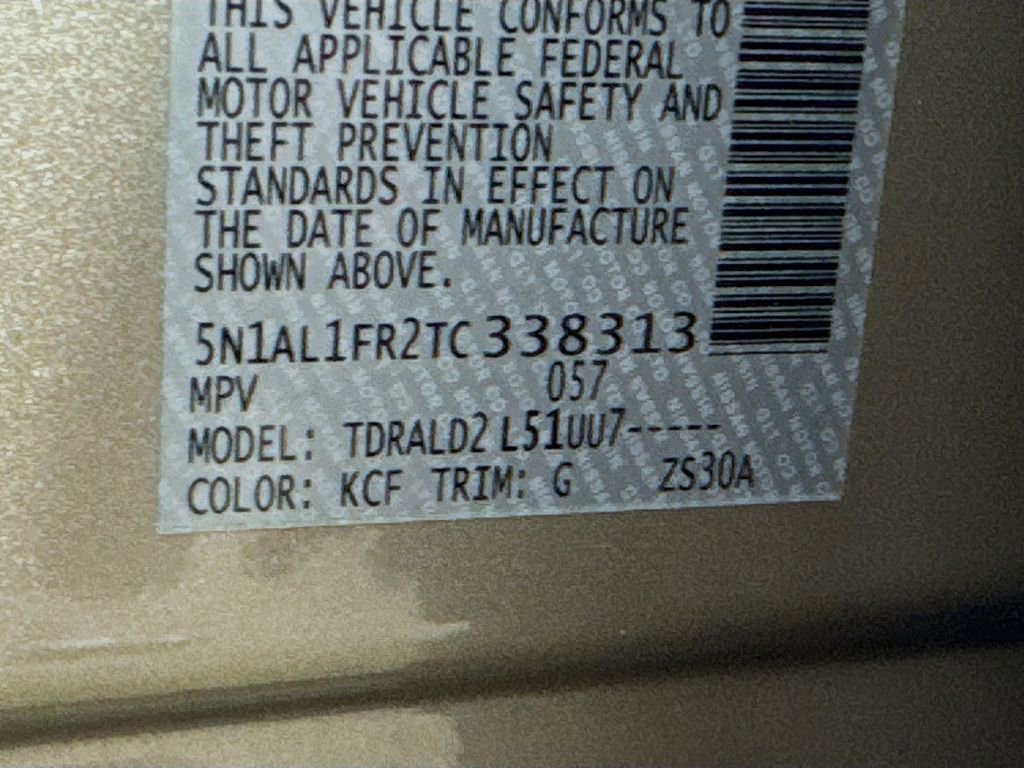 THIS VEHICLE CONFORMS TO
ALL APPLICABLE FEDERAL
MOTOR VEHICLE SAFETY AND
THEFT PREVENTION
STANDARDS IN EFFECT ON
THE DATE OF MANUFACTURE
SHOWN ABOVE.
5N1AL1FR2TC338313
MPV 057
MODEL: TDRALD2 L51UU7-----
COLOR: KCF TRIM: G ZS30A